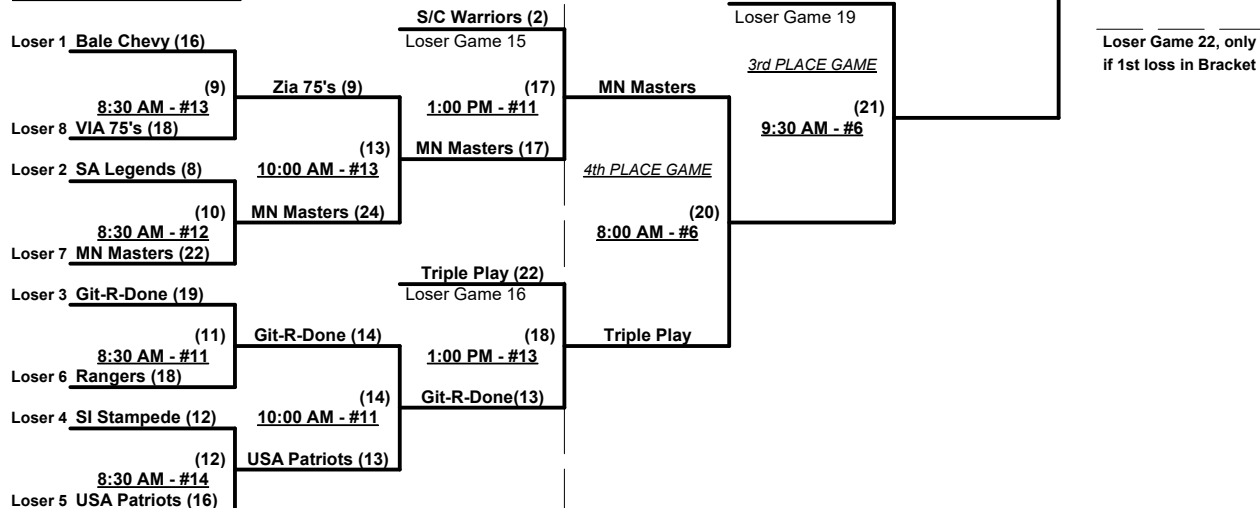 S/C Warriors (2)
Loser Game 19
Loser 1 Bale Chevy (16)
Loser Game 15
Loser Game 22, only
if 1st loss in Bracket
3rd PLACE GAME
(9)
Zia 75's (9)
(17)
MN Masters
8:30 AM - #13
1:00 PM - #11
(21)
9:30 AM - #6
Loser 8 VIA 75's (18)
(13)
MN Masters (17)
Loser 2 SA Legends (8)
10:00 AM - #13
4th PLACE GAME
(10)
MN Masters (24)
(20)
8:30 AM - #12
8:00 AM - #6
Loser 7 MN Masters (22)
Triple Play (22)
Loser 3 Git-R-Done (19)
Loser Game 16
(11)
Git-R-Done (14)
(18)
Triple Play
8:30 AM - #11
1:00 PM - #13
Loser 6 Rangers (18)
(14)
Git-R-Done(13)
Loser 4 SI Stampede (12)
10:00 AM - #11
(12)
USA Patriots (13)
8:30 AM - #14
Loser 5 USA Patriots (16)